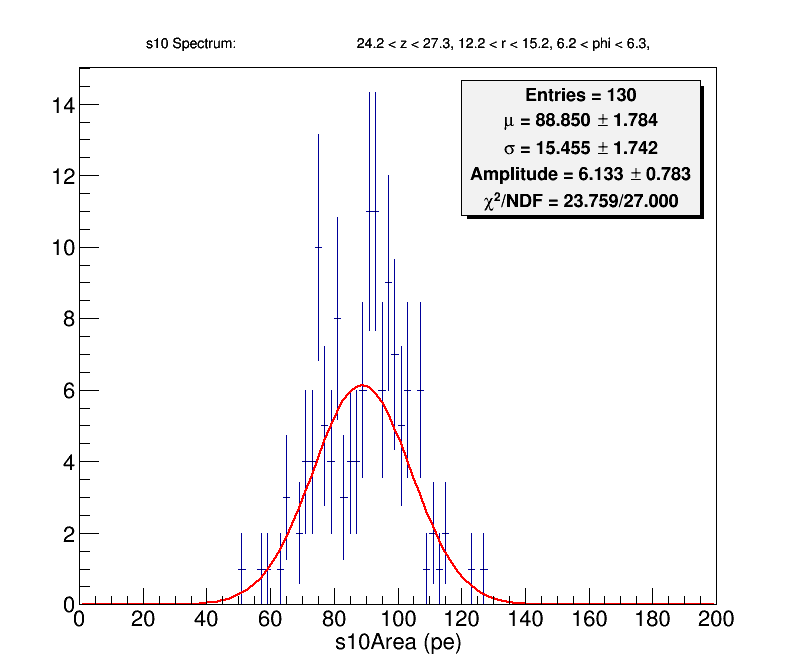 s10 Spectrum: 24.2 < z < 27.3, 12.2 < r < 15.2, 6.2 < phi < 6.3,
Entries = 130
μ = 88.850 ± 1.784
σ = 15.455 ± 1.742
Amplitude = 6.133 ± 0.783
χ²/NDF = 23.759/27.000
14
12
10
8
6
4
2
0
0 20 40 60 80 100 120 140 160 180 200
s10Area (pe)